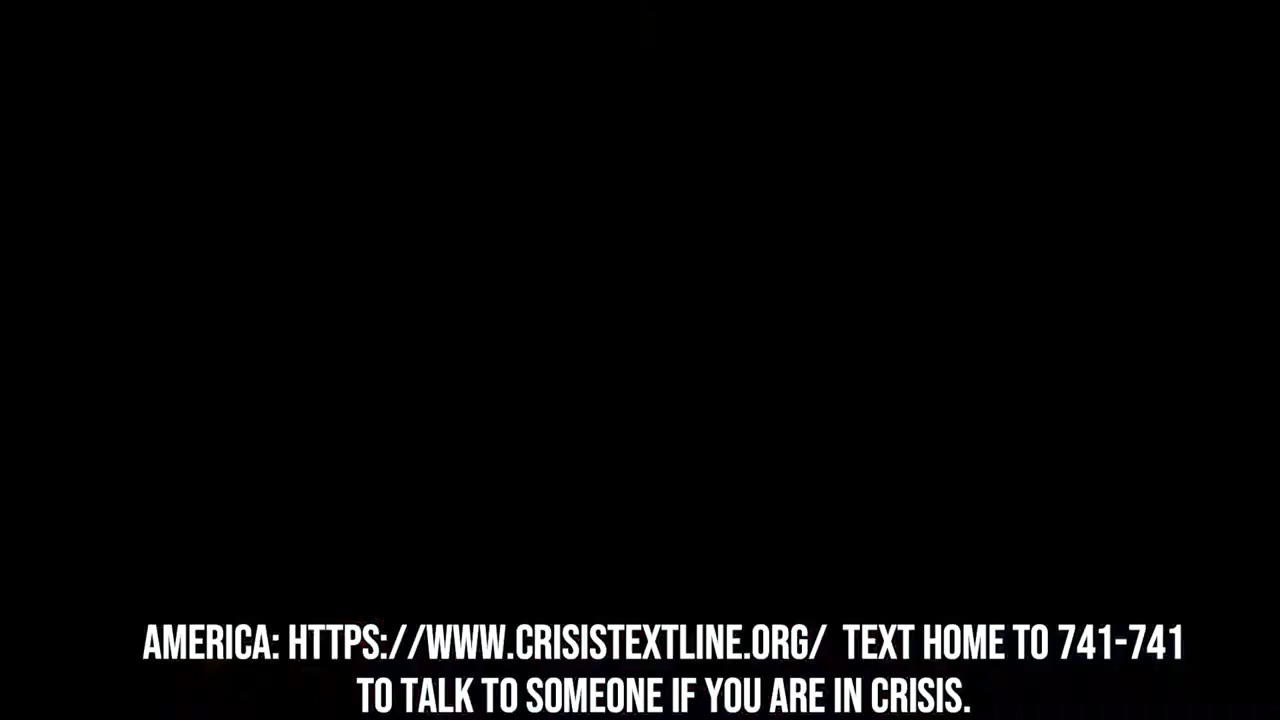 AMERICA: HTTPS://WWW.CRISISTEXTLINE.ORG/ TEXT HOME TO 741-741
TO TALK TO SOMEONE IF YOU ARE IN CRISIS.